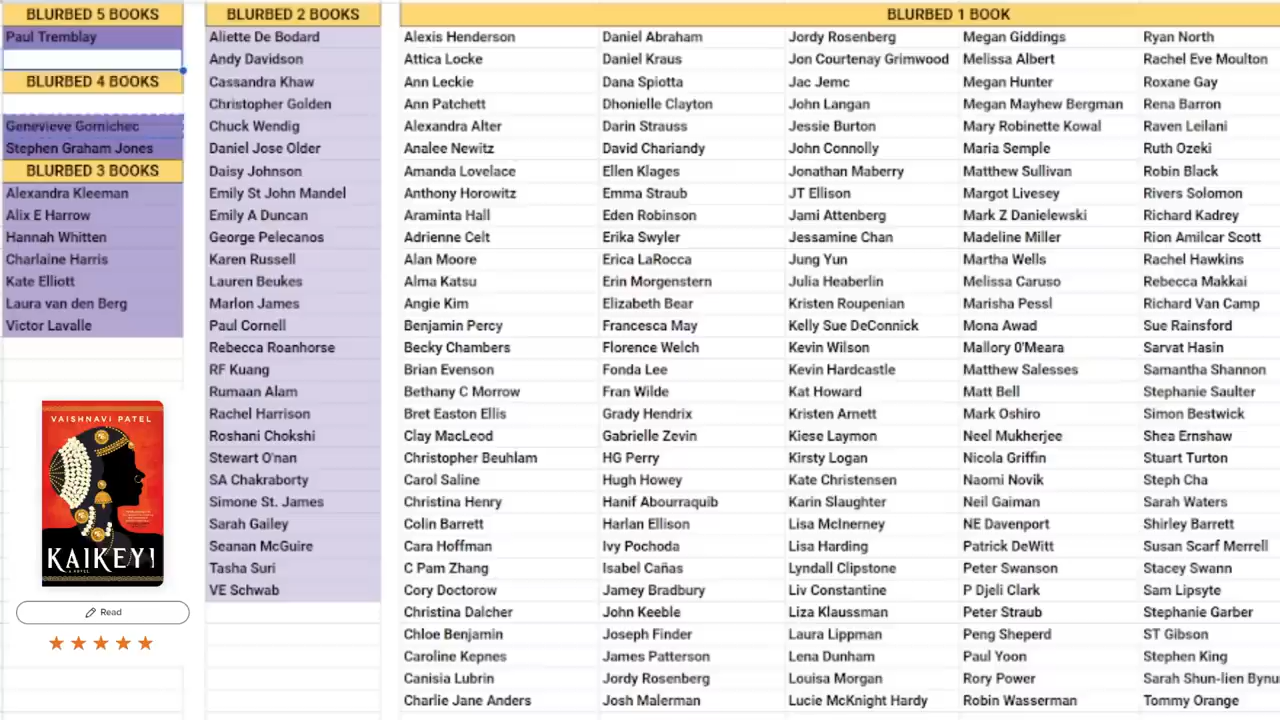 BLURBED 5 BOOKS
Paul Tremblay
BLURBED 4 BOOKS
Genevieve Gornichec
Stephen Graham Jones
BLURBED 3 BOOKS
Alexandra Kleeman
Alix E Harrow
Hannah Whitten
Charlaine Harris
Kate Elliott
Laura van den Berg
Victor Lavalle
VAISHNAVI PATEL
KAIKEYI
A NOVEL
Read
BLURBED 2 BOOKS
Aliette De Bodard
Andy Davidson
Cassandra Khaw
Christopher Golden
Chuck Wendig
Daniel Jose Older
Daisy Johnson
Emily St John Mandel
Emily A Duncan
George Pelecanos
Karen Russell
Lauren Beukes
Marlon James
Paul Cornell
Rebecca Roanhorse
RF Kuang
Rumaan Alam
Rachel Harrison
Roshani Chokshi
Stewart O'nan
SA Chakraborty
Simone St. James
Sarah Gailey
Seanan McGuire
Tasha Suri
VE Schwab
BLURBED 1 BOOK
Alexis Henderson
Attica Locke
Ann Leckie
Ann Patchett
Alexandra Alter
Analee Newitz
Amanda Lovelace
Anthony Horowitz
Araminta Hall
Adrienne Celt
Alan Moore
Alma Katsu
Angie Kim
Benjamin Percy
Becky Chambers
Brian Evenson
Bethany C Morrow
Bret Easton Ellis
Clay MacLeod
Christopher Beuhlam
Carol Saline
Christina Henry
Colin Barrett
Cara Hoffman
C Pam Zhang
Cory Doctorow
Christina Dalcher
Chloe Benjamin
Caroline Kepnes
Canisia Lubrin
Charlie Jane Anders
Daniel Abraham
Daniel Kraus
Dana Spiotta
Dhonielle Clayton
Darin Strauss
David Chariandy
Ellen Klages
Emma Straub
Eden Robinson
Erika Swyler
Erica LaRocca
Erin Morgenstern
Elizabeth Bear
Francesca May
Florence Welch
Fonda Lee
Fran Wilde
Grady Hendrix
Gabrielle Zevin
HG Perry
Hugh Howey
Hanif Abourraquib
Harlan Ellison
Ivy Pochoda
Isabel Cañas
Jamey Bradbury
John Keeble
Joseph Finder
James Patterson
Jordy Rosenberg
Josh Malerman
Jordy Rosenberg
Jon Courtenay Grimwood
Jac Jemc
John Langan
Jessie Burton
John Connolly
Jonathan Maberry
JT Ellison
Jami Attenberg
Jessamine Chan
Jung Yun
Julia Heaberlin
Kristen Roupenian
Kelly Sue DeConnick
Kevin Wilson
Kevin Hardcastle
Kat Howard
Kristen Arnett
Kiese Laymon
Kirsty Logan
Kate Christensen
Karin Slaughter
Lisa McInerney
Lisa Harding
Lyndall Clipstone
Liv Constantine
Liza Klaussman
Laura Lippman
Lena Dunham
Louisa Morgan
Lucie McKnight Hardy
Megan Giddings
Melissa Albert
Megan Hunter
Megan Mayhew Bergman
Mary Robinette Kowal
Maria Semple
Matthew Sullivan
Margot Livesey
Mark Z Danielewski
Madeline Miller
Martha Wells
Melissa Caruso
Marisha Pessl
Mona Awad
Mallory O'Meara
Matthew Salesses
Matt Bell
Mark Oshiro
Neel Mukherjee
Nicola Griffin
Naomi Novik
Neil Gaiman
NE Davenport
Patrick DeWitt
Peter Swanson
P Djeli Clark
Peter Straub
Peng Sheperd
Paul Yoon
Rory Power
Robin Wasserman
Ryan North
Rachel Eve Moulton
Roxane Gay
Rena Barron
Raven Leilani
Ruth Ozeki
Robin Black
Rivers Solomon
Richard Kadrey
Rion Amilcar Scott
Rachel Hawkins
Rebecca Makkai
Richard Van Camp
Sue Rainsford
Sarvat Hasin
Samantha Shannon
Stephanie Saulter
Simon Bestwick
Shea Ernshaw
Stuart Turton
Steph Cha
Sarah Waters
Shirley Barrett
Susan Scarf Merrell
Stacey Swann
Sam Lipsyte
Stephanie Garber
ST Gibson
Stephen King
Sarah Shun-lien Bynu
Tommy Orange